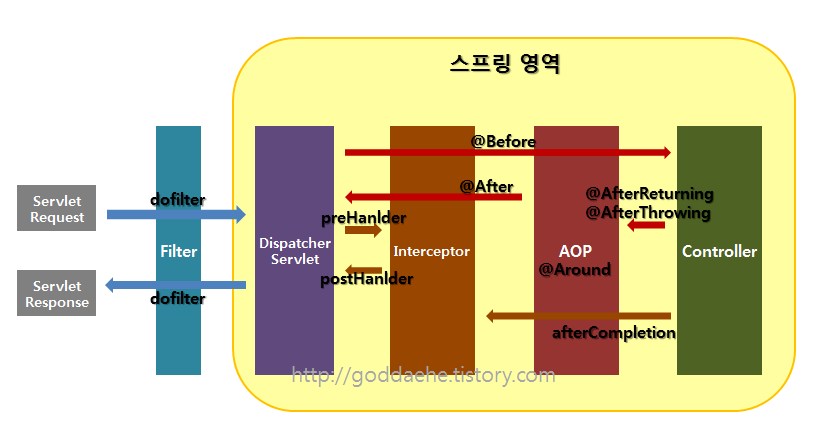 스프링 영역
@Before
@After
@AfterReturning
@AfterThrowing
Servlet
Request
dofilter
preHanlder
Filter
Dispatcher
Servlet
Interceptor
AOP
Controller
@Around
postHanlder
Servlet
Response
dofilter
afterCompletion
http://goddaehe.tistory.com